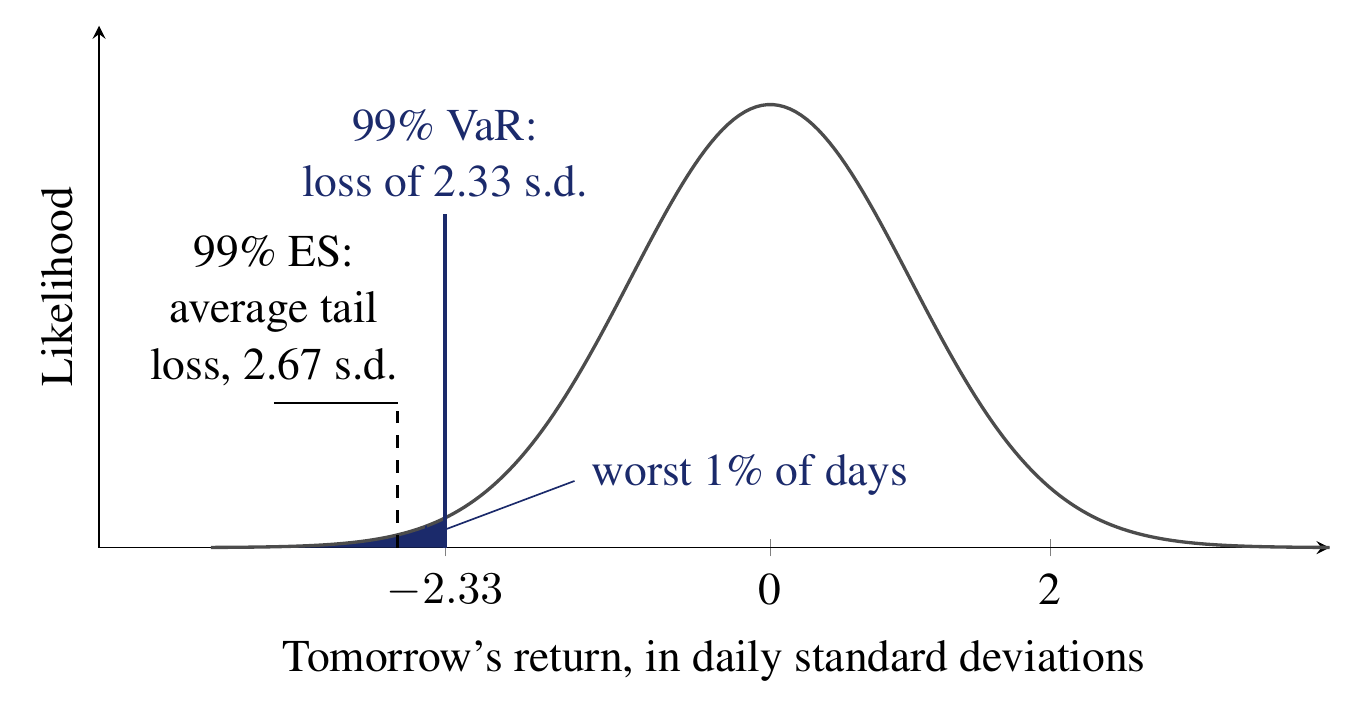 99% VaR:
loss of 2.33 s.d.
99% ES:
average tail
loss, 2.67 s.d.
Likelihood
worst 1% of days
−2.33
0
2
Tomorrow’s return, in daily standard deviations